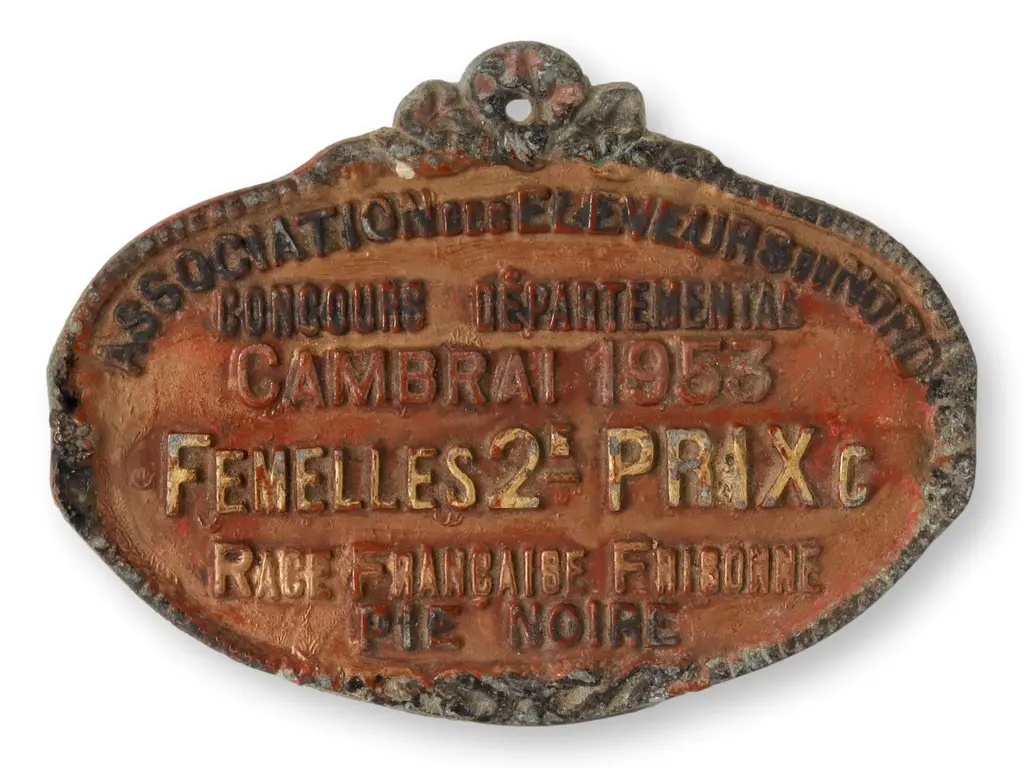 ASSOCIATION DES ELEVEURS DU NORD
CONCOURS DÉPARTEMENTAL
CAMBRAI 1953
FEMELLES 2E PRIX C
RACE FRANÇAISE FRISONNE
PIE NOIRE